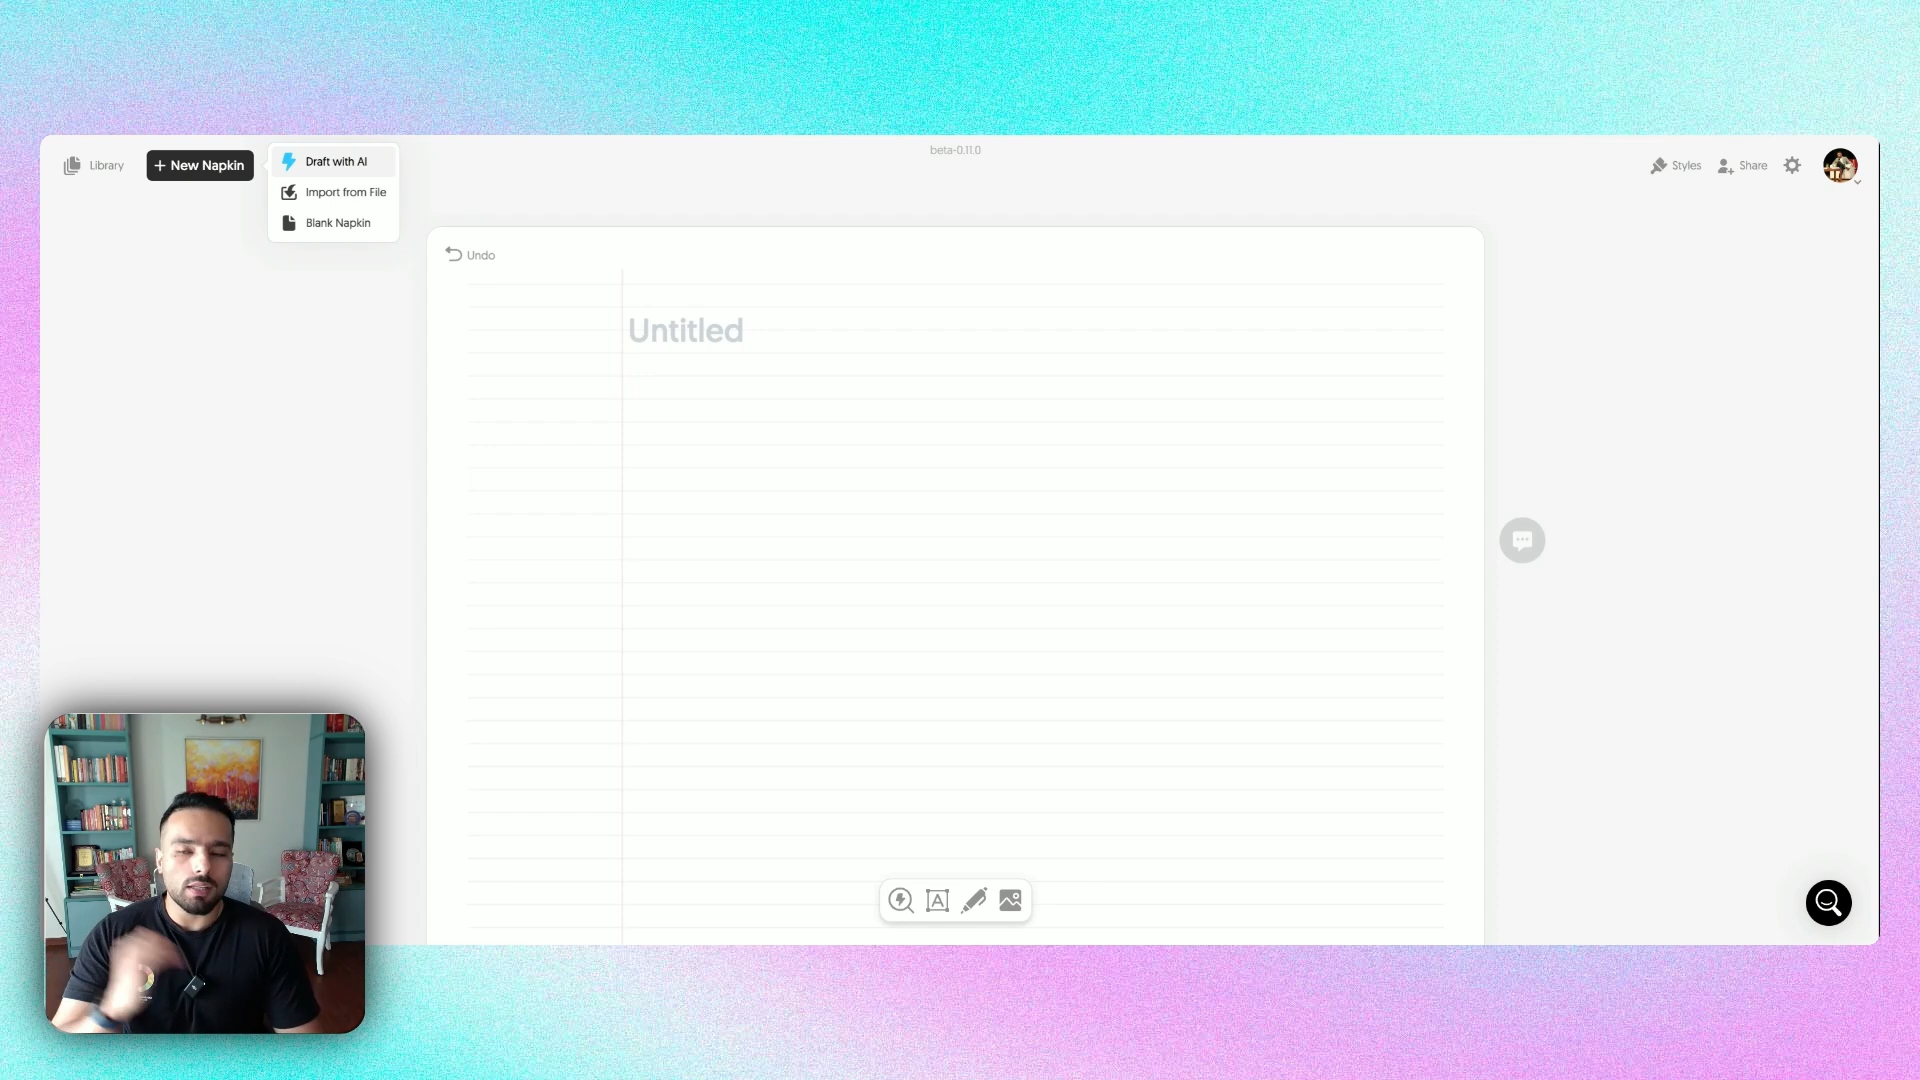 Library
+ New Napkin
Draft with AI
Import from File
Blank Napkin
beta-0.11.0
Styles
Share
Undo
Untitled
A